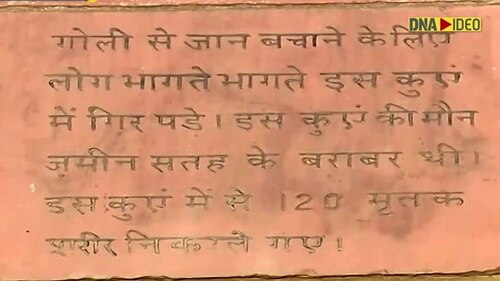 DNA VIDEO
गोली से जान बचाने के लिए
लोग भागते भागते इस कुएं
में गिर पड़े। इस कुएं की मौन
ज़मीन सतह के बराबर थी।
इस कुएं में से 120 मृतक
शरीर निकाले गए।